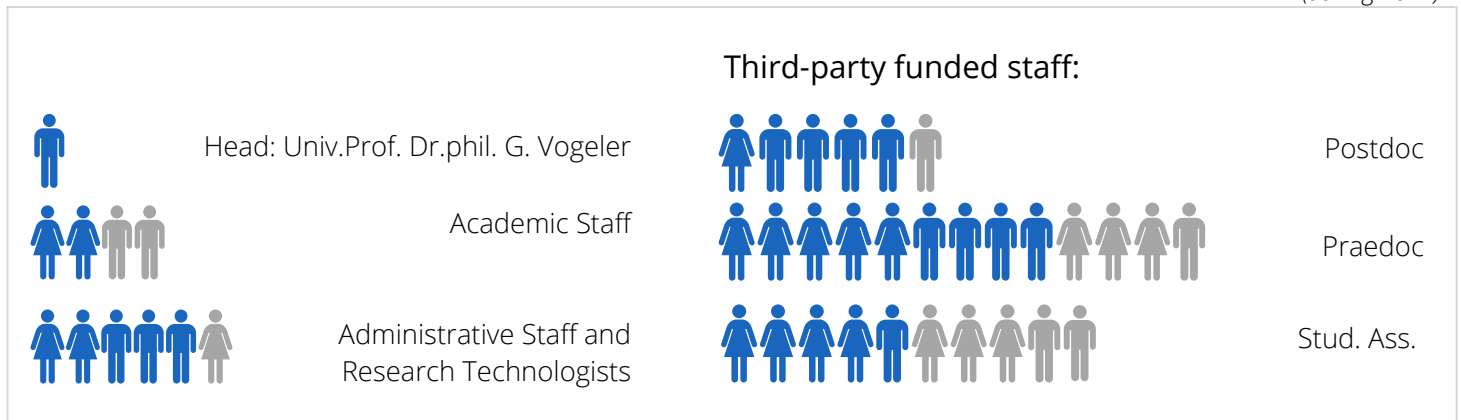 Third-party funded staff:
Head: Univ.Prof. Dr.phil. G. Vogeler
Academic Staff
Administrative Staff and
Research Technologists
Postdoc
Praedoc
Stud. Ass.